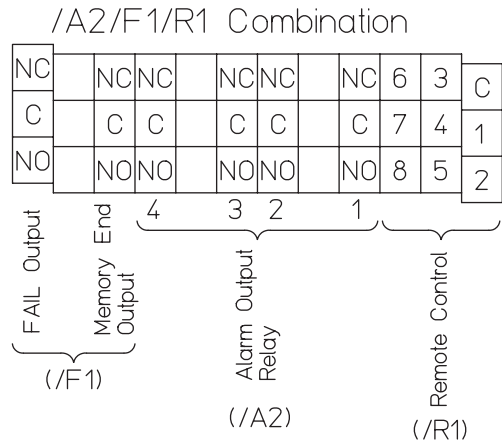 /A2/F1/R1 Combination
NC NC NC NC NC NC 6 3 C
C C C C C C 7 4 1
NO NO NO NO NO NO 8 5 2
4 3 2 1
FAIL Output
Memory End
Output
Alarm Output
Relay
Remote Control
(/F1)
(/A2)
(/R1)